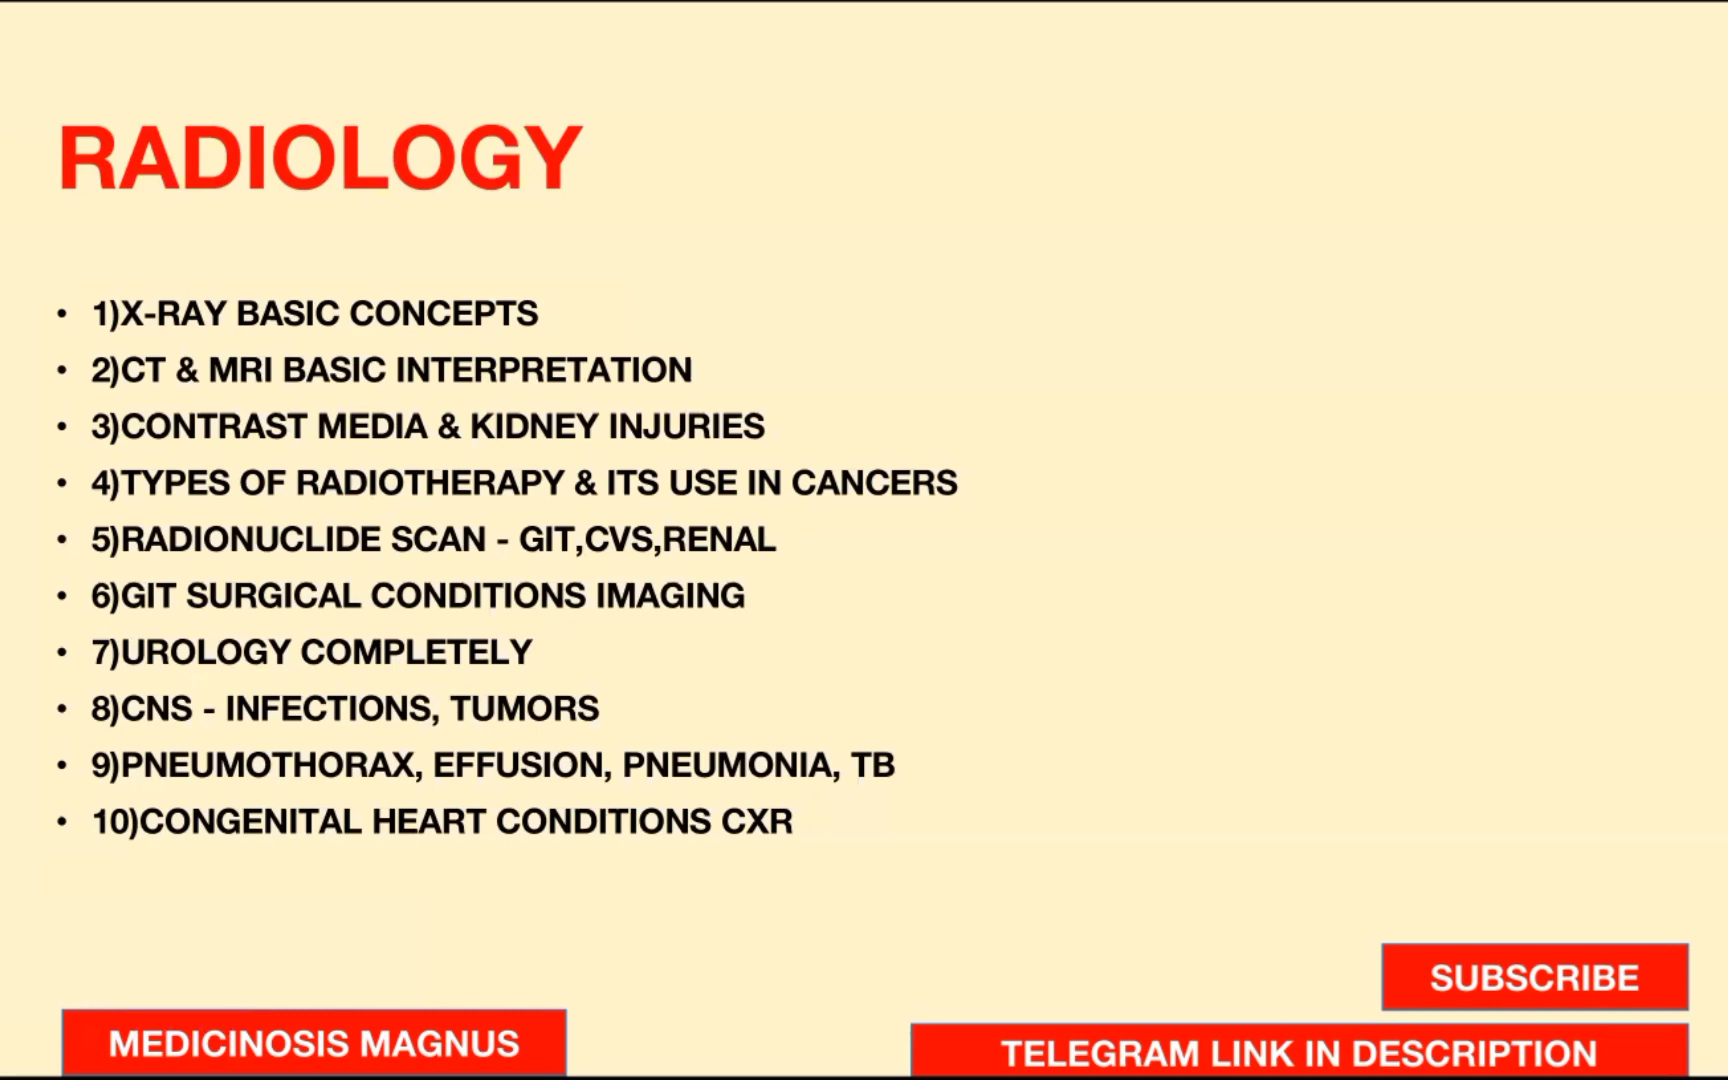 RADIOLOGY
• 1)X-RAY BASIC CONCEPTS
• 2)CT & MRI BASIC INTERPRETATION
• 3)CONTRAST MEDIA & KIDNEY INJURIES
• 4)TYPES OF RADIOTHERAPY & ITS USE IN CANCERS
• 5)RADIONUCLIDE SCAN - GIT,CVS,RENAL
• 6)GIT SURGICAL CONDITIONS IMAGING
• 7)UROLOGY COMPLETELY
• 8)CNS - INFECTIONS, TUMORS
• 9)PNEUMOTHORAX, EFFUSION, PNEUMONIA, TB
• 10)CONGENITAL HEART CONDITIONS CXR
SUBSCRIBE
MEDICINOSIS MAGNUS
TELEGRAM LINK IN DESCRIPTION